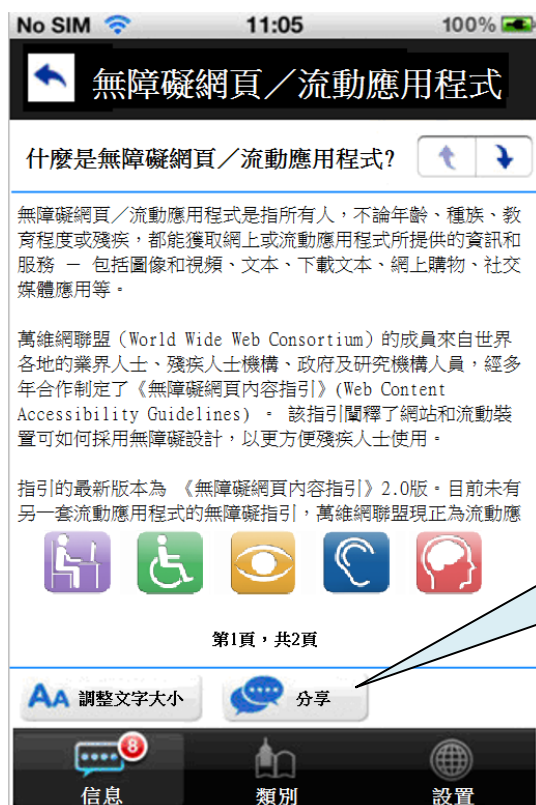 No SIM 11:05 100%
無障礙網頁／流動應用程式
什麼是無障礙網頁／流動應用程式?
無障礙網頁／流動應用程式是指所有人，不論年齡、種族、教
育程度或殘疾，都能獲取網上或流動應用程式所提供的資訊和
服務 － 包括圖像和視頻、文本、下載文本、網上購物、社交
媒體應用等。
萬維網聯盟（World Wide Web Consortium）的成員來自世界
各地的業界人士、殘疾人士機構、政府及研究機構人員，經多
年合作制定了《無障礙網頁內容指引》(Web Content
Accessibility Guidelines) 。 該指引闡釋了網站和流動裝
置可如何採用無障礙設計，以更方便殘疾人士使用。
指引的最新版本為 《無障礙網頁內容指引》2.0版。目前未有
另一套流動應用程式的無障礙指引，萬維網聯盟現正為流動應
第1頁，共2頁
AA 調整文字大小 分享
8
信息 類別 設置